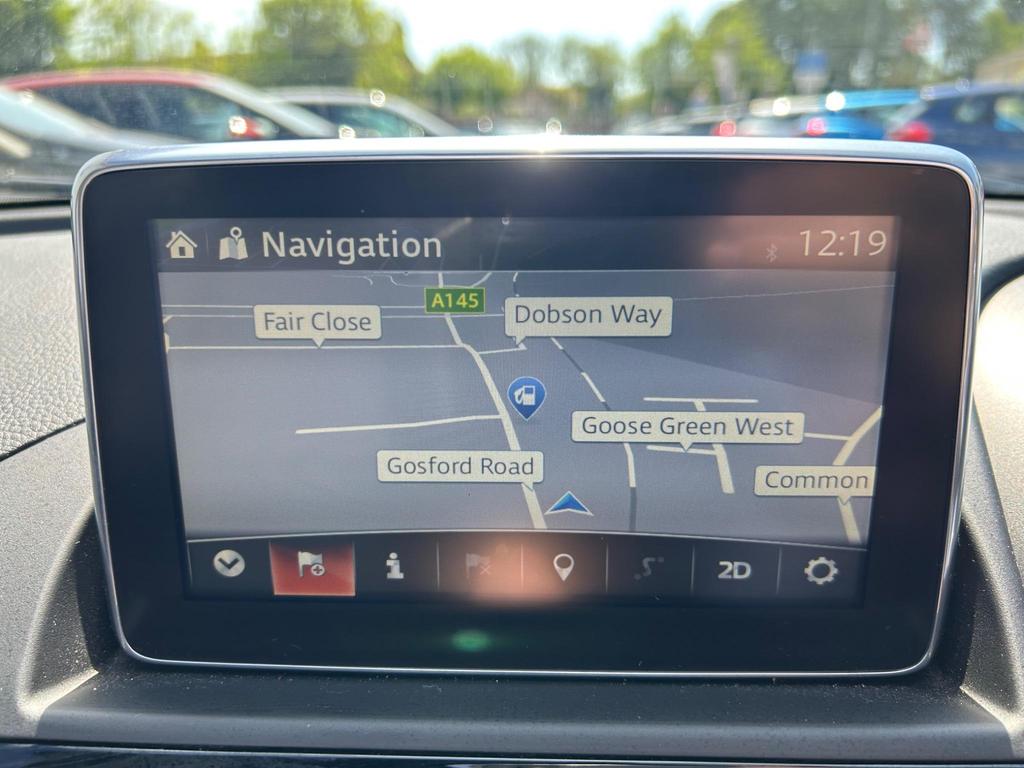 Navigation
12:19
A145
Dobson Way
Fair Close
Goose Green West
Gosford Road
Common
2D